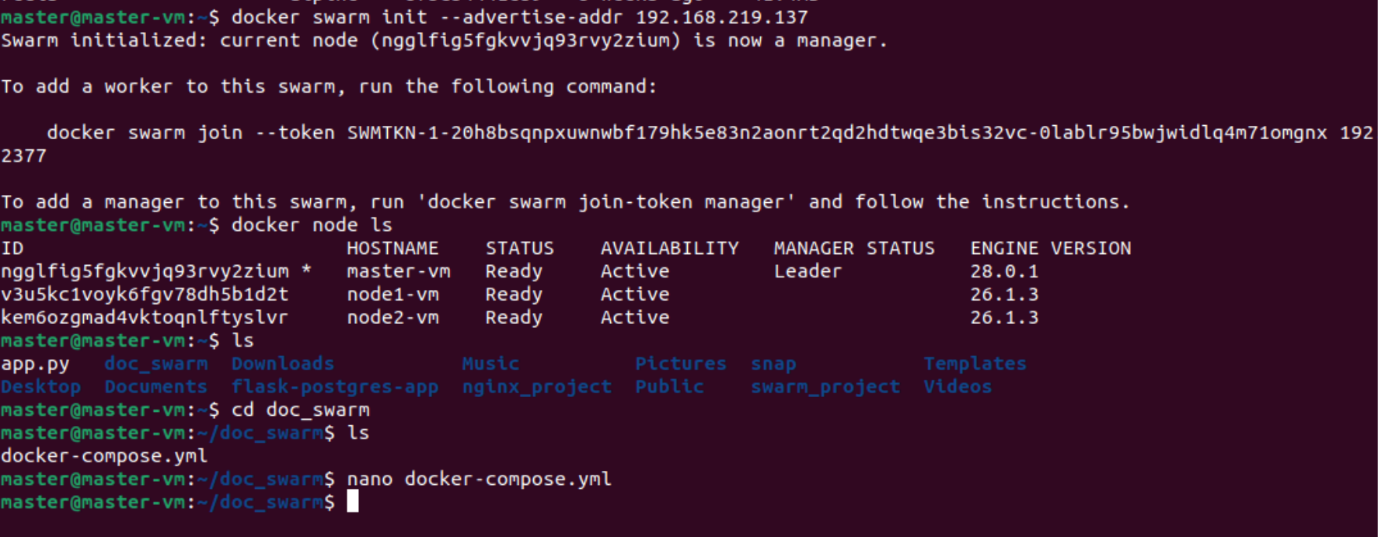 master@master-vm:~$ docker swarm init --advertise-addr 192.168.219.137
Swarm initialized: current node (ngglfig5fgkvvjq93rvy2zium) is now a manager.
To add a worker to this swarm, run the following command:
docker swarm join --token SWMTKN-1-20h8bsqnpxuwnwbf179hk5e83n2aonrt2qd2hdtwqe3bis32vc-0lablr95bwjwidlq4m71omgnx 192
2377
To add a manager to this swarm, run 'docker swarm join-token manager' and follow the instructions.
master@master-vm:~$ docker node ls
ID HOSTNAME STATUS AVAILABILITY MANAGER STATUS ENGINE VERSION
ngglfig5fgkvvjq93rvy2zium * master-vm Ready Active Leader 28.0.1
v3u5kc1voyk6fgv78dh5b1d2t node1-vm Ready Active 26.1.3
kem6ozgmad4vktoqnlftyslvr node2-vm Ready Active 26.1.3
master@master-vm:~$ ls
app.py doc_swarm Downloads Music Pictures snap Templates
Desktop Documents flask-postgres-app nginx_project Public swarm_project Videos
master@master-vm:~$ cd doc_swarm
master@master-vm:~/doc_swarm$ ls
docker-compose.yml
master@master-vm:~/doc_swarm$ nano docker-compose.yml
master@master-vm:~/doc_swarm$